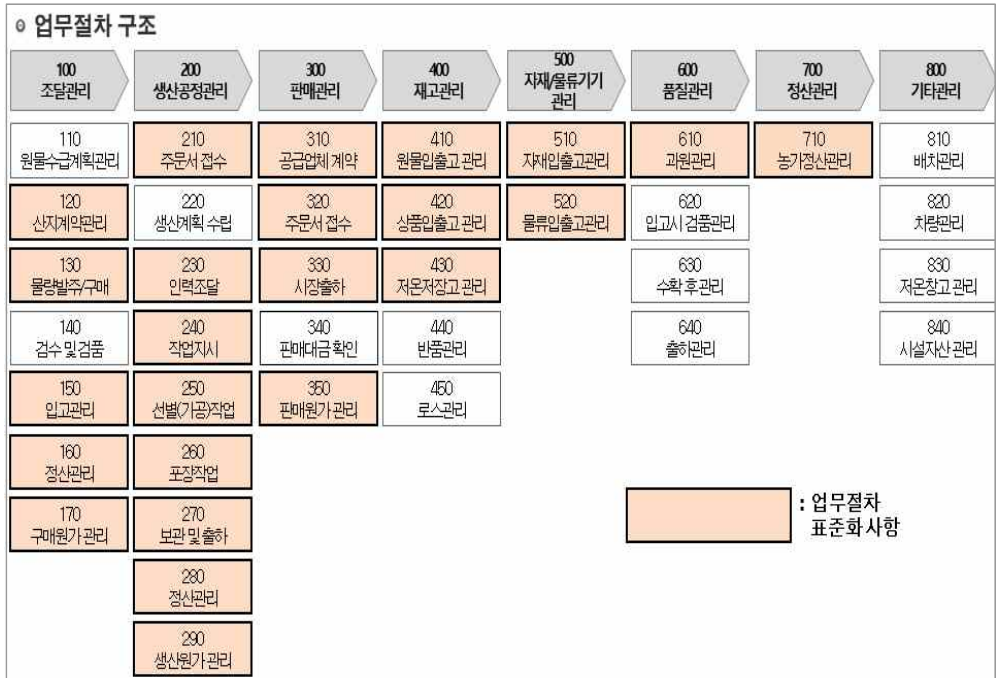 업무절차 구조
100
조달관리
200
생산공정관리
300
판매관리
400
재고관리
500
자재/물류기기
관리
600
품질관리
700
정산관리
800
기타관리
110
원물수급계획관리
210
주문서 접수
310
공급업체 계약
410
원물입출고 관리
510
자재입출고관리
610
과원관리
710
농가정산관리
810
배차관리
120
산지계약관리
220
생산계획 수립
320
주문서 접수
420
상품입출고 관리
520
물류입출고관리
620
입고시 검품관리
820
차량관리
130
물량발주/구매
230
인력조달
330
시장출하
430
저온저장고 관리
630
수확 후 관리
830
저온창고 관리
140
검수 및 검품
240
작업지시
340
판매대금 확인
440
반품관리
640
출하관리
840
시설자산 관리
150
입고관리
250
선별(가공)작업
350
판매원가 관리
450
로스관리
160
정산관리
260
포장작업
170
구매원가 관리
270
보관 및 출하
: 업무절차
표준화 사항
280
정산관리
290
생산원가 관리